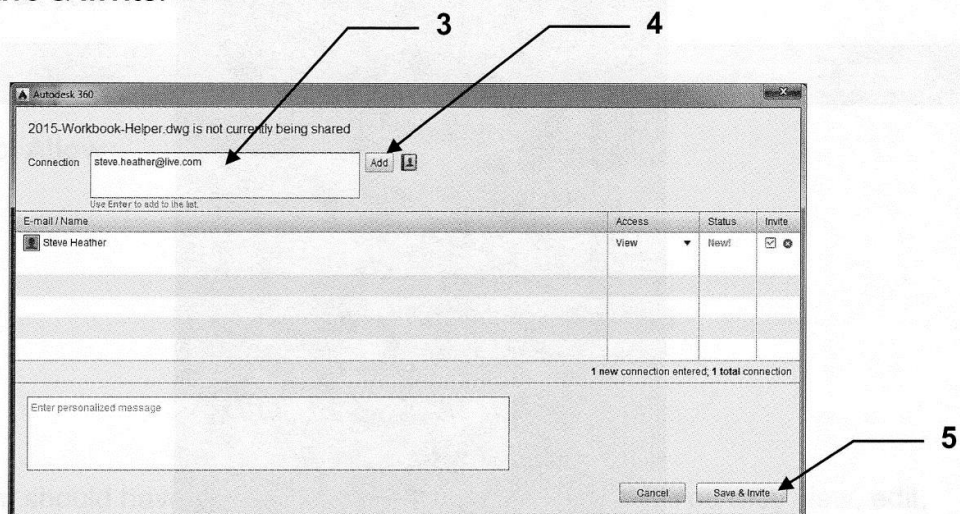 3 4
Autodesk 360
2015-Workbook-Helper.dwg is not currently being shared
Connection steve.heather@live.com Add
Use Enter to add to the list.
E-mail / Name Access Status Invite
Steve Heather View New!
1 new connection entered; 1 total connection
Enter personalized message
5
Cancel Save & Invite